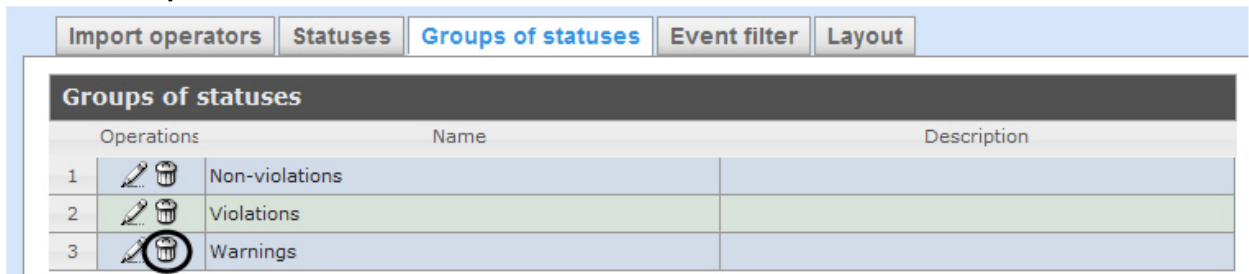 Import operators Statuses Groups of statuses Event filter Layout
Groups of statuses
Operations Name Description
1 Non-violations
2 Violations
3 Warnings